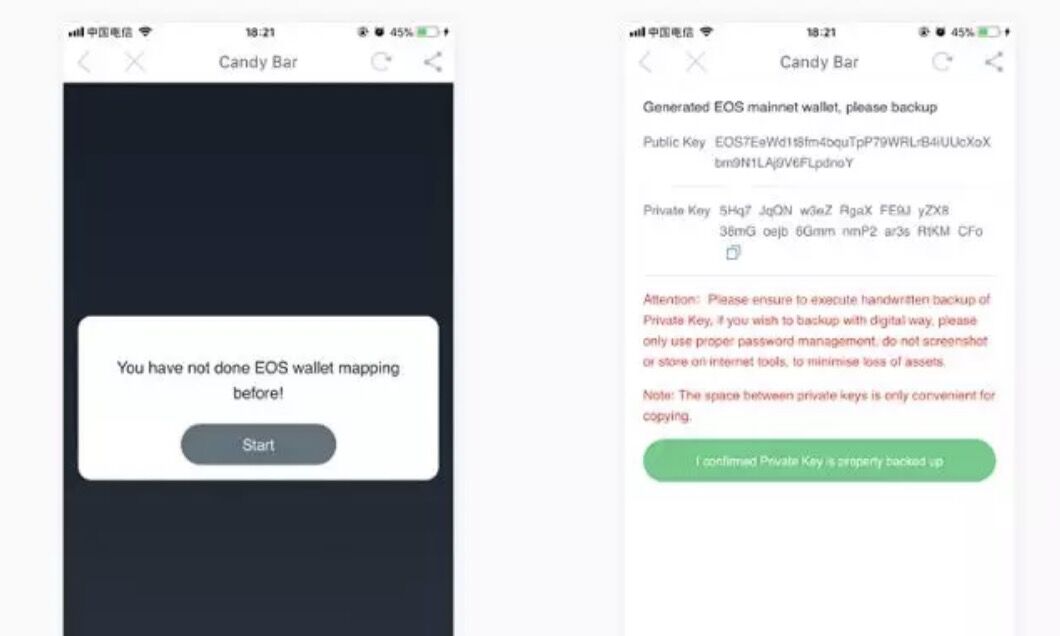 中国电信 18:21 45%
Candy Bar
You have not done EOS wallet mapping
before!
Start
中国电信 18:21 45%
Candy Bar
Generated EOS mainnet wallet, please backup
Public Key
Private Key 5Hq7 JqQN w3eZ RgaX FE9J yZX8
38mG oejb 6Gmm nmP2 ar3s RtKM CFo
Attention: Please ensure to execute handwritten backup of
Private Key, if you wish to backup with digital way, please
only use proper password management, do not screenshot
or store on internet tools, to minimise loss of assets.
Note: The space between private keys is only convenient for
copying.
I confirmed Private Key is properly backed up